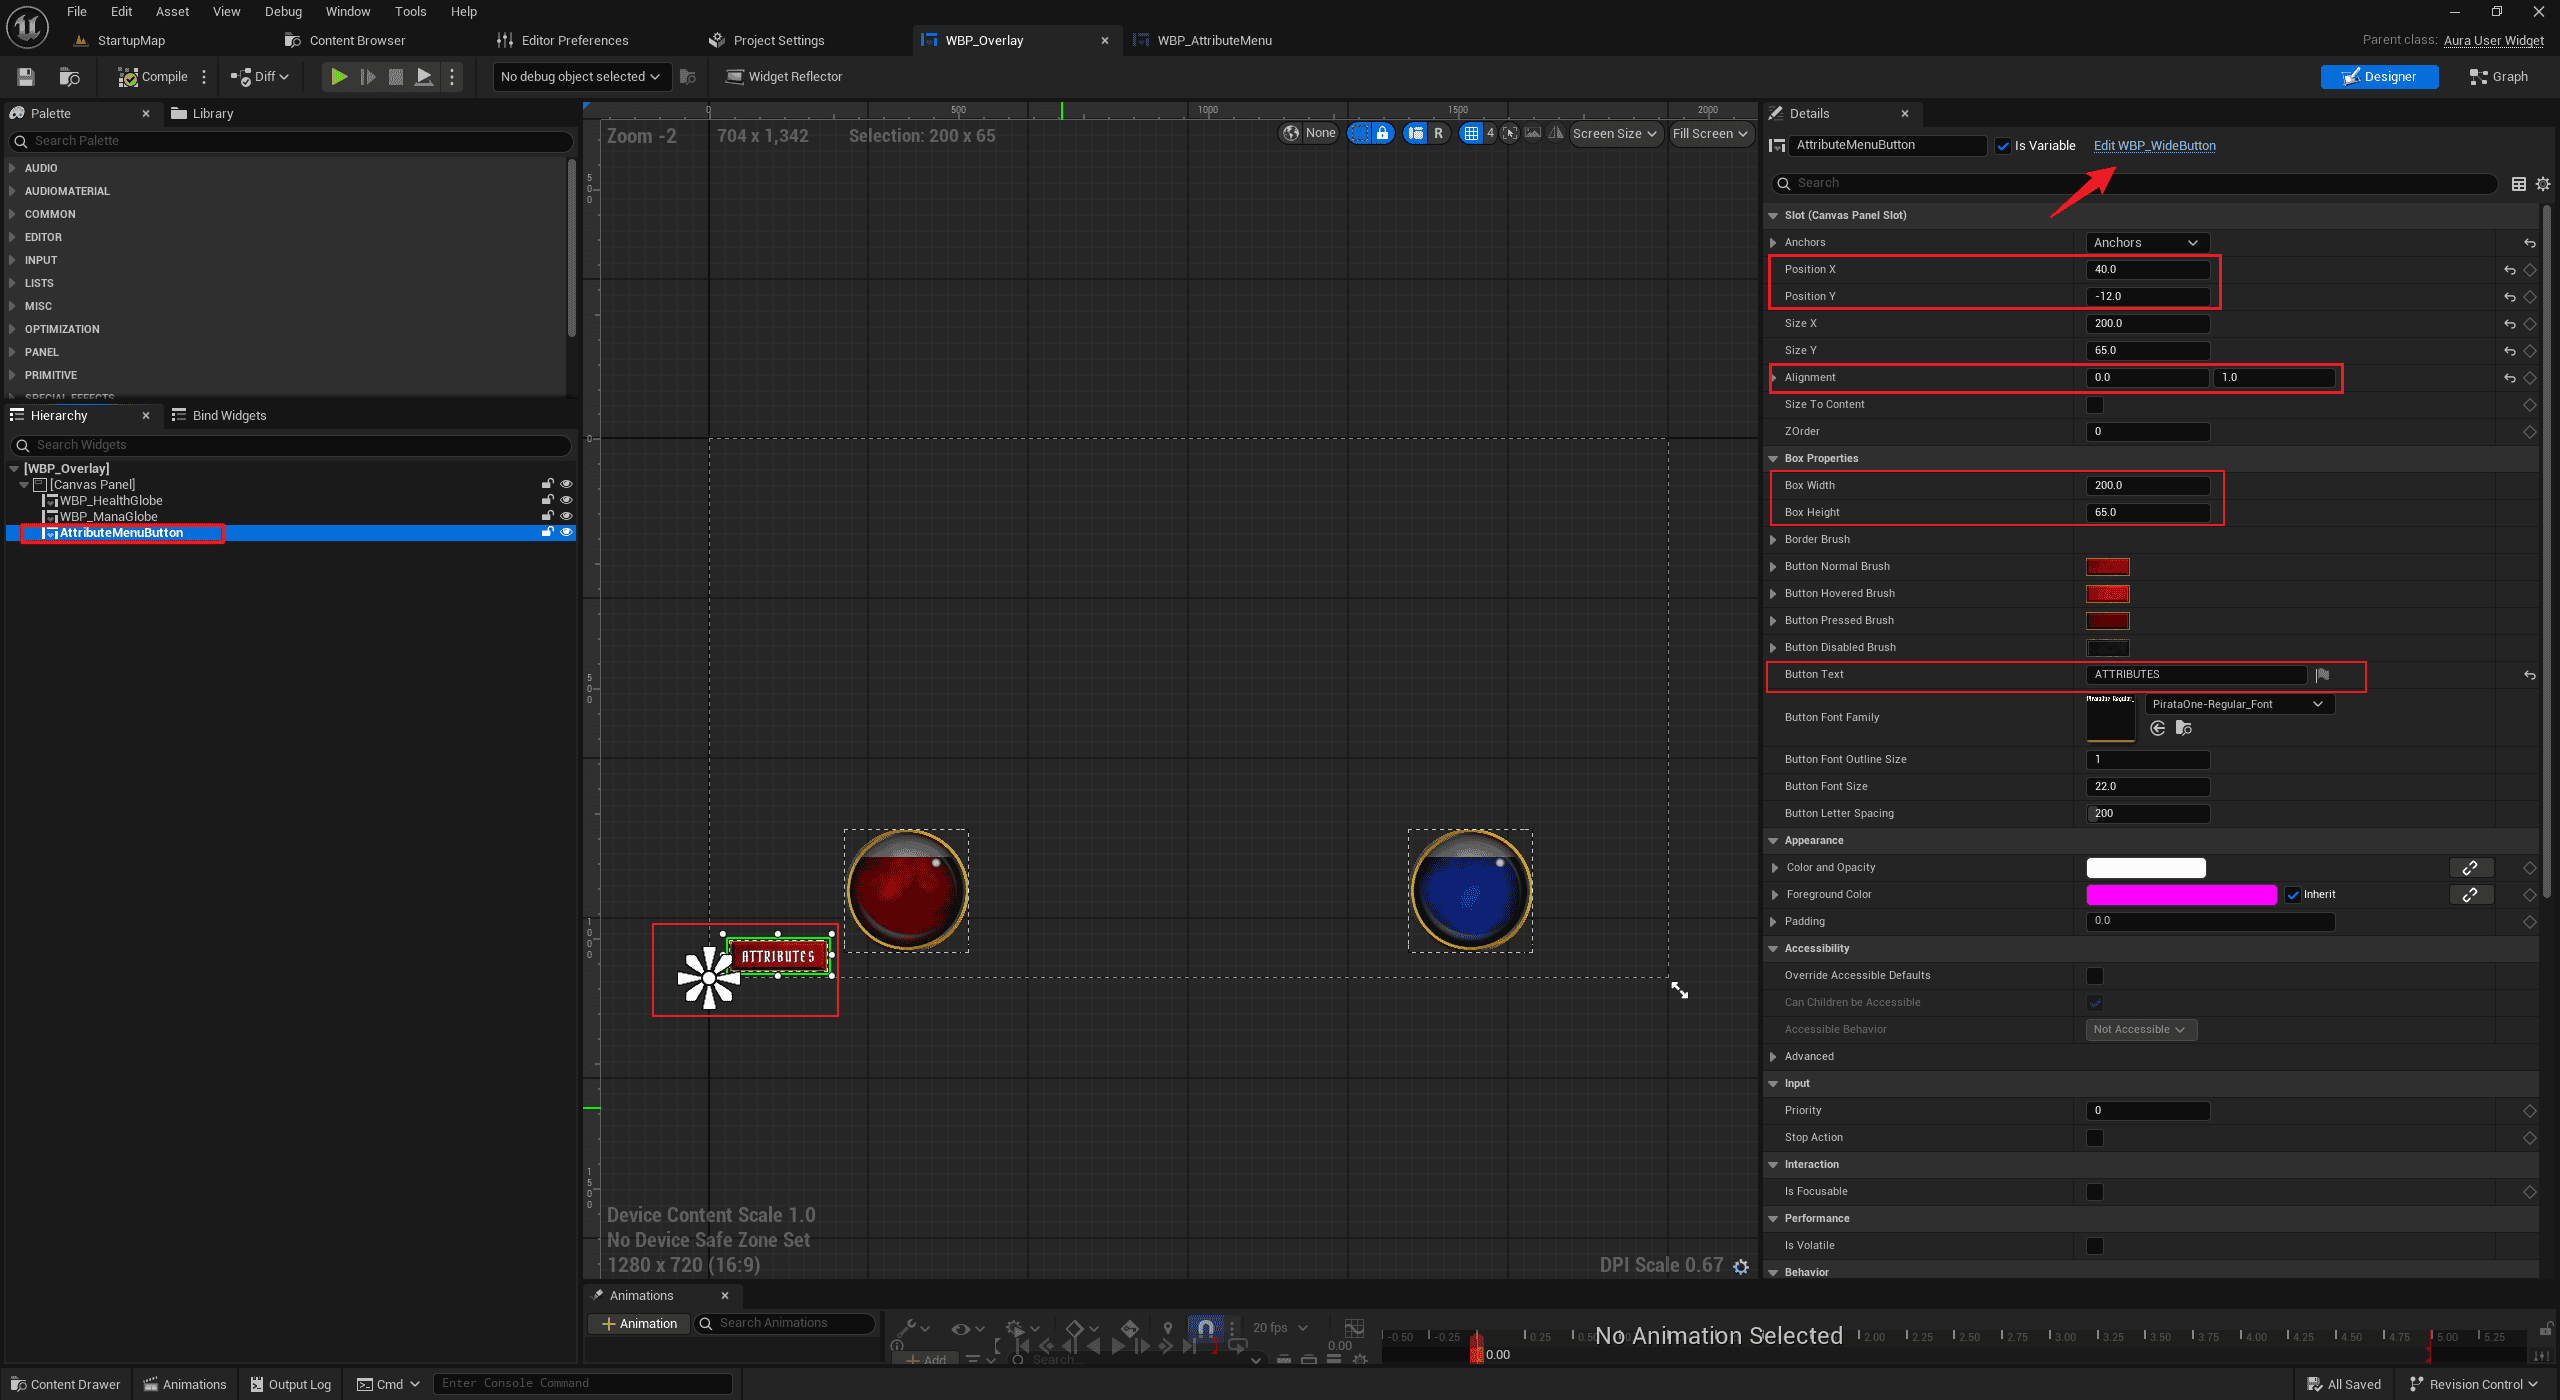 File Edit Asset View Debug Window Tools Help
StartupMap Content Browser Editor Preferences Project Settings WBP_Overlay WBP_AttributeMenu
Parent class: Aura User Widget
Compile Diff No debug object selected Widget Reflector Designer Graph
Palette Library
Search Palette
AUDIO
AUDIOMATERIAL
COMMON
EDITOR
INPUT
LISTS
MISC
OPTIMIZATION
PANEL
PRIMITIVE
SPECIAL EFFECTS
Hierarchy Bind Widgets
Search Widgets
[WBP_Overlay]
[Canvas Panel]
WBP_HealthGlobe
WBP_ManaGlobe
AttributeMenuButton
0 500 1000 1500 2000
Zoom -2 704 x 1,342 Selection: 200 x 65
None R 4 Screen Size Fill Screen
500
0
500
1000
1500
ATTRIBUTES
Device Content Scale 1.0
No Device Safe Zone Set
1280 x 720 (16:9)
DPI Scale 0.67
Details
AttributeMenuButton Is Variable Edit WBP_WideButton
Search
Slot (Canvas Panel Slot)
Anchors Anchors
Position X 40.0
Position Y -12.0
Size X 200.0
Size Y 65.0
Alignment 0.0 1.0
Size To Content
ZOrder 0
Box Properties
Box Width 200.0
Box Height 65.0
Border Brush
Button Normal Brush
Button Hovered Brush
Button Pressed Brush
Button Disabled Brush
Button Text ATTRIBUTES
Button Font Family PirataOne-Regular_Font
Button Font Outline Size 1
Button Font Size 22.0
Button Letter Spacing 200
Appearance
Color and Opacity
Foreground Color Inherit
Padding 0.0
Accessibility
Override Accessible Defaults
Can Children be Accessible
Accessible Behavior Not Accessible
Advanced
Input
Priority 0
Stop Action
Interaction
Is Focusable
Performance
Is Volatile
Behavior
Animations
Animation Search Animations
20 fps
Add Search 0.00
-0.50 -0.25 0.25 0.50 2.00 2.25 2.50 2.75 3.00 3.25 3.50 3.75 4.00 4.25 4.50 4.75 5.00 5.25
No Animation Selected
0.00
Content Drawer Animations Output Log Cmd Enter Console Command All Saved Revision Control